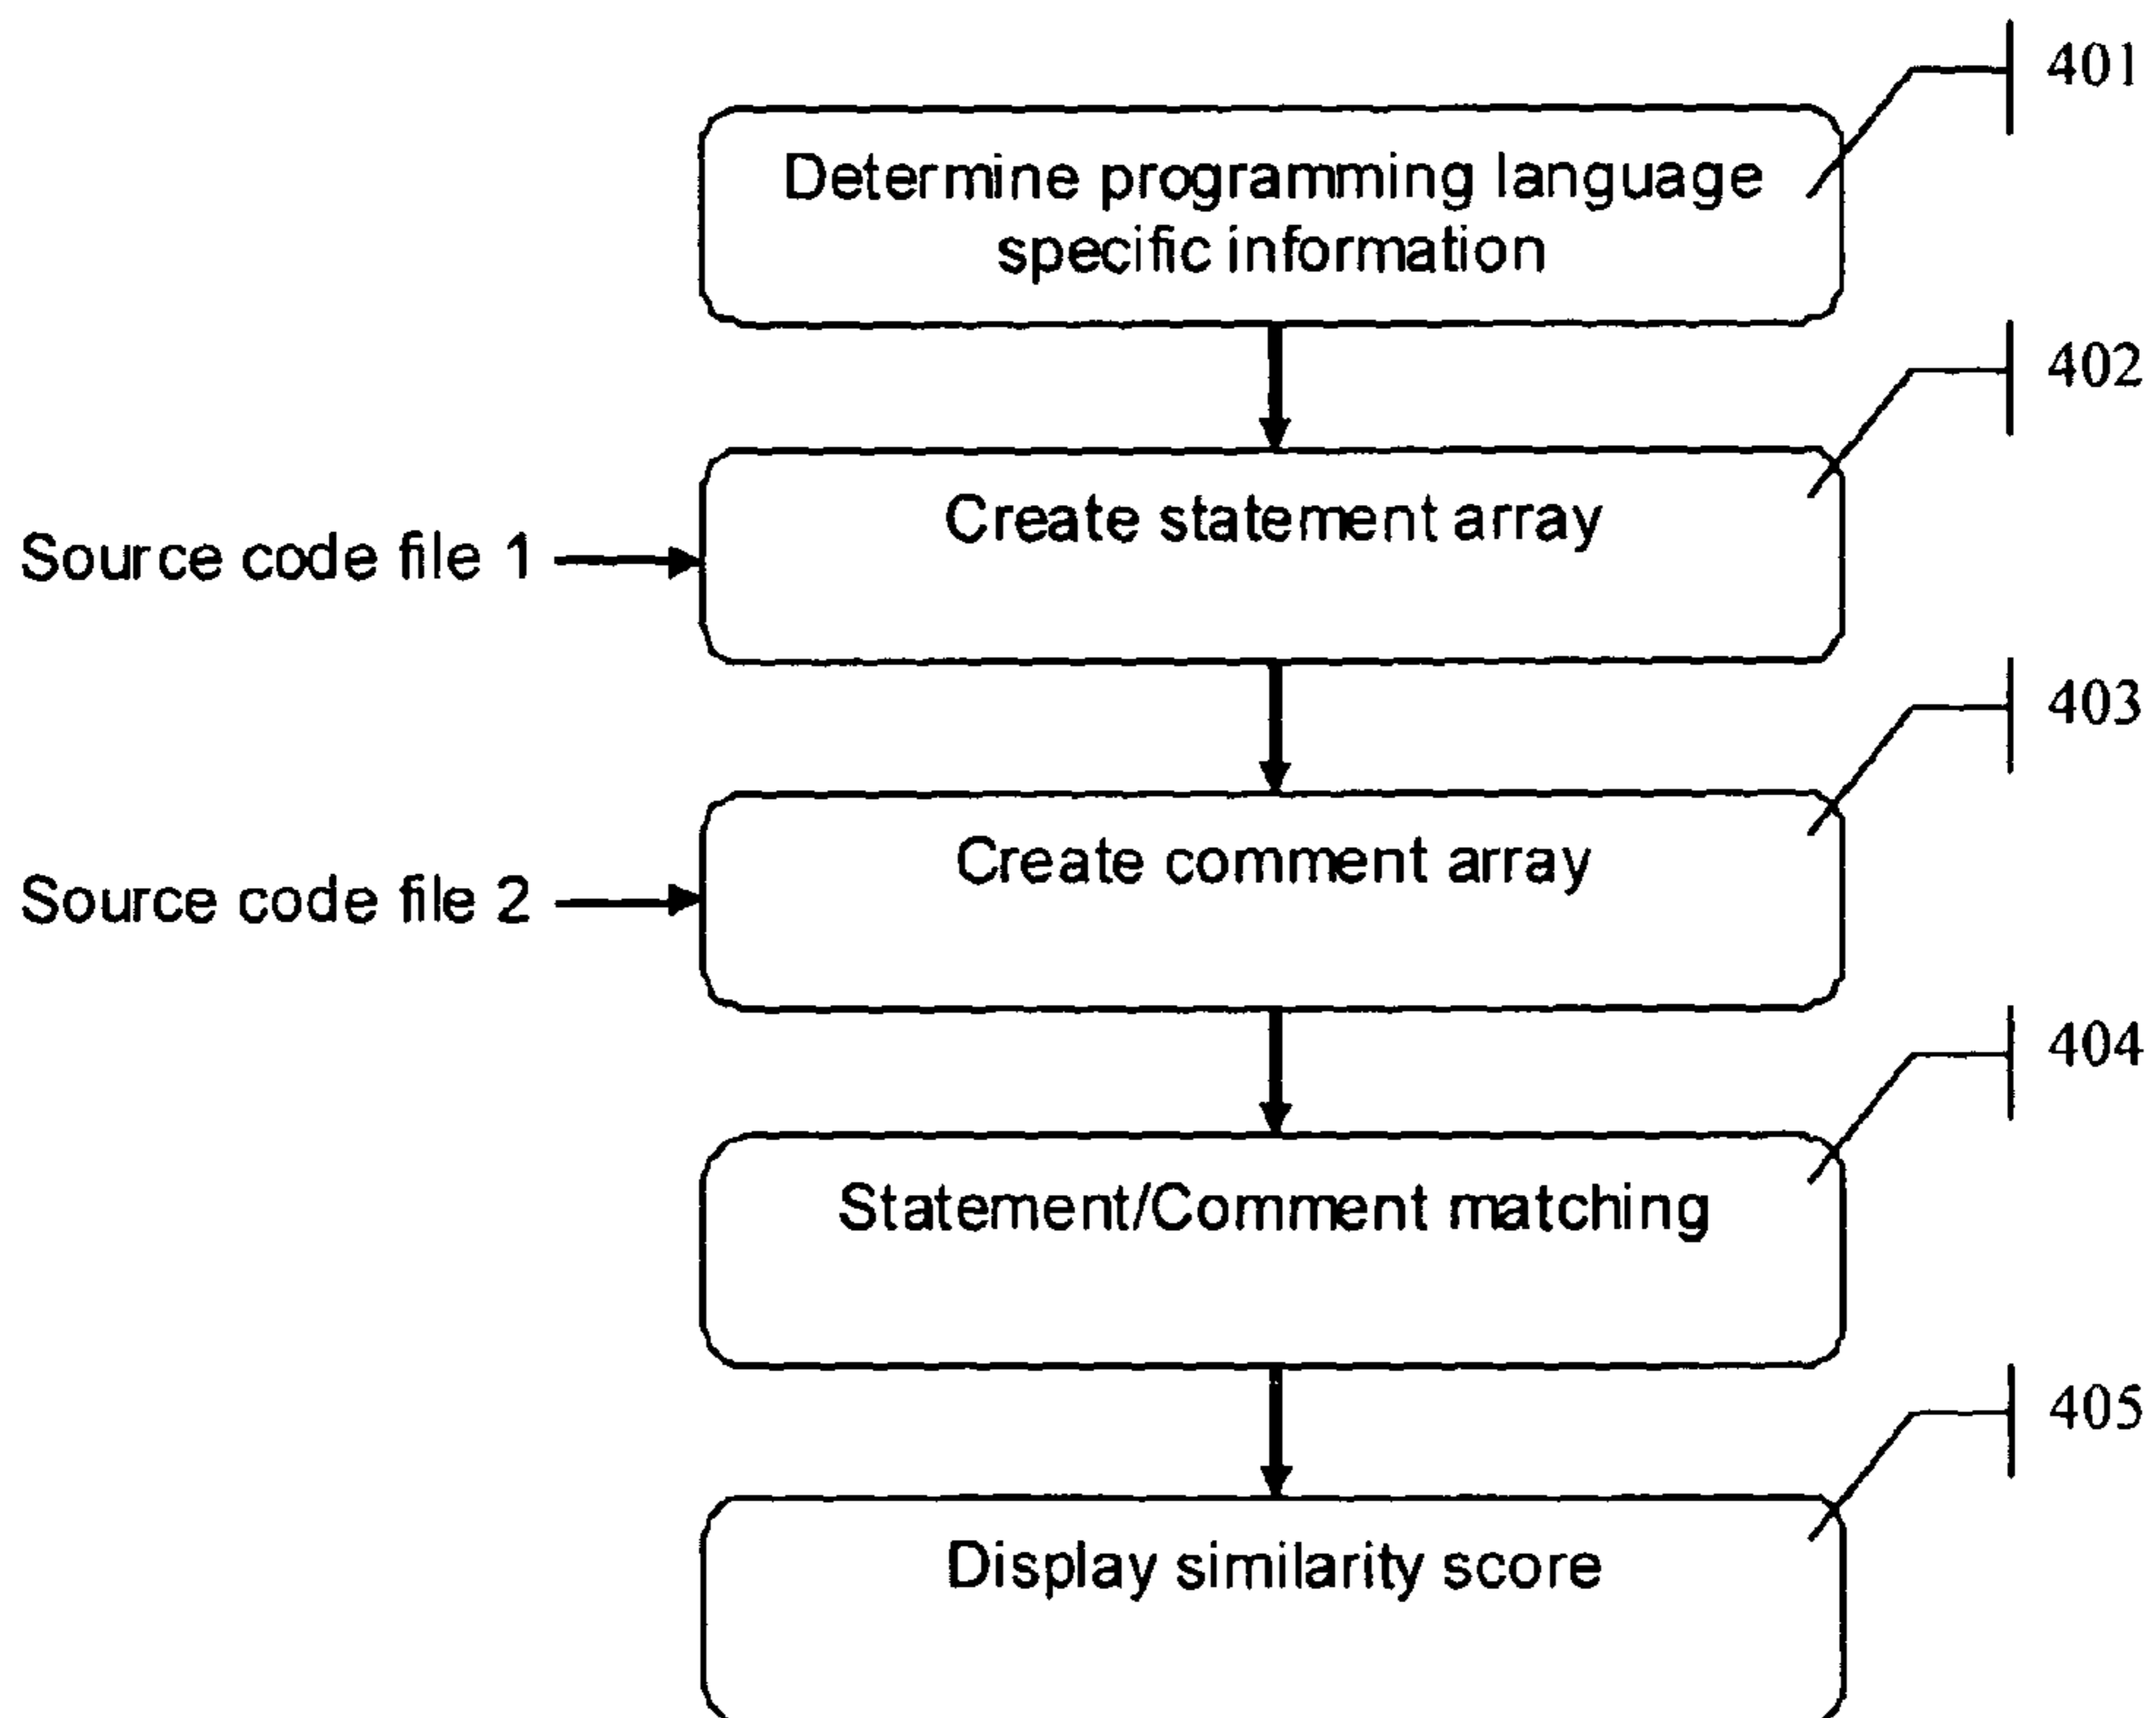 401
Determine programming language
specific information
402
Create statement array
Source code file 1
403
Create comment array
Source code file 2
404
Statement/Comment matching
405
Display similarity score